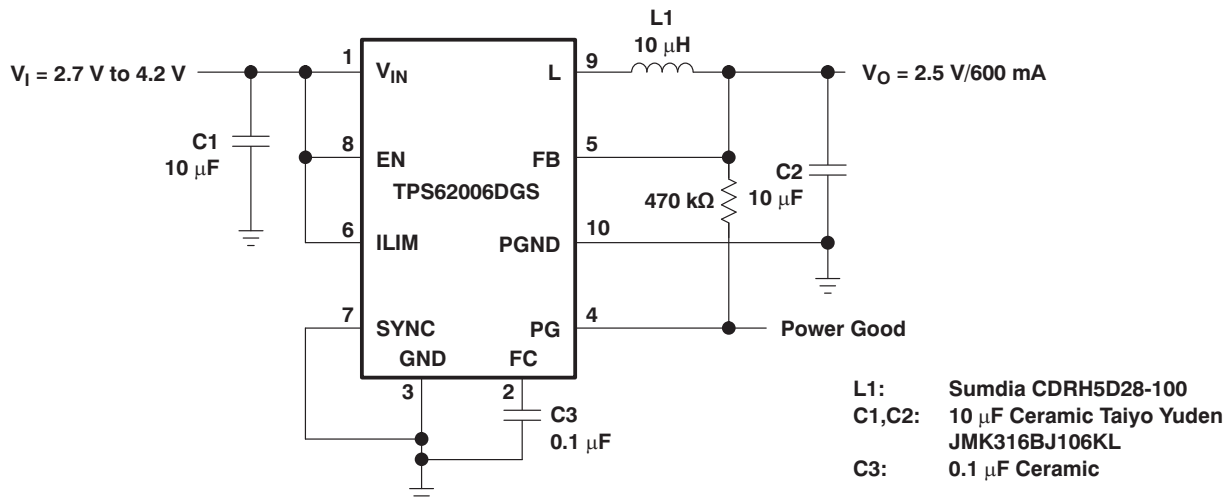 L1
10 μH
V_I = 2.7 V to 4.2 V
1
V_IN
L
9
V_O = 2.5 V/600 mA
C1
10 μF
8
EN
FB
5
TPS62006DGS
470 kΩ
C2
10 μF
6
ILIM
PGND
10
7
SYNC
PG
4
Power Good
GND
FC
3
2
C3
0.1 μF
L1: Sumdia CDRH5D28-100
C1,C2: 10 μF Ceramic Taiyo Yuden
JMK316BJ106KL
C3: 0.1 μF Ceramic